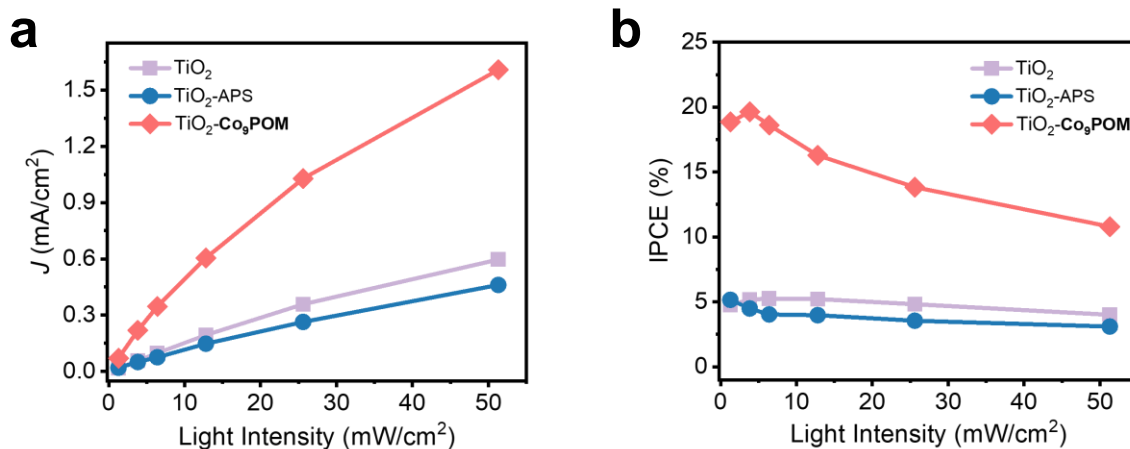 a
TiO₂
TiO₂-APS
TiO₂-Co₉POM
J (mA/cm²)
1.5
1.2
0.9
0.6
0.3
0.0
0 10 20 30 40 50
Light Intensity (mW/cm²)
b
TiO₂
TiO₂-APS
TiO₂-Co₉POM
IPCE (%)
25
20
15
10
5
0
0 10 20 30 40 50
Light Intensity (mW/cm²)